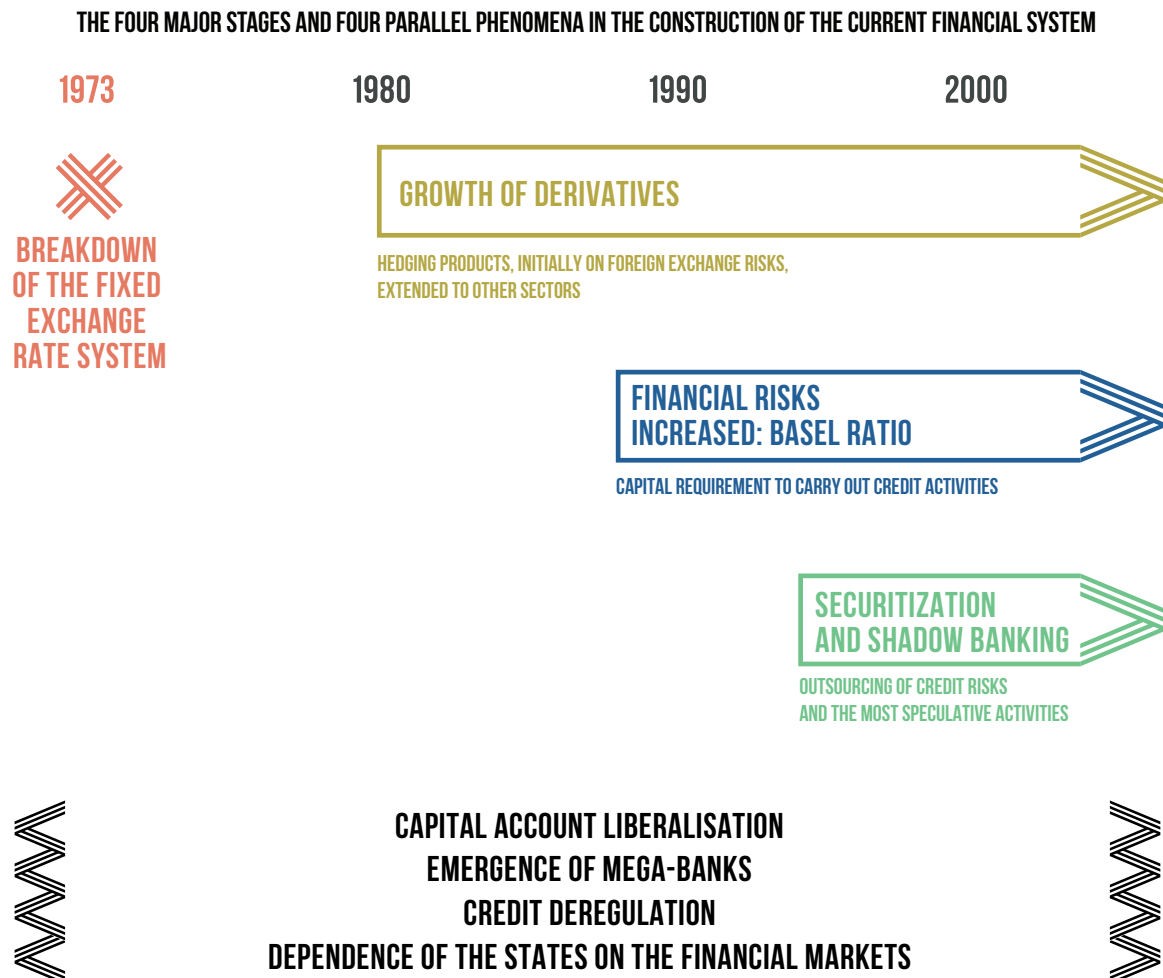 THE FOUR MAJOR STAGES AND FOUR PARALLEL PHENOMENA IN THE CONSTRUCTION OF THE CURRENT FINANCIAL SYSTEM
1973
1980
1990
2000
BREAKDOWN
OF THE FIXED
EXCHANGE
RATE SYSTEM
GROWTH OF DERIVATIVES
HEDGING PRODUCTS, INITIALLY ON FOREIGN EXCHANGE RISKS,
EXTENDED TO OTHER SECTORS
FINANCIAL RISKS
INCREASED: BASEL RATIO
CAPITAL REQUIREMENT TO CARRY OUT CREDIT ACTIVITIES
SECURITIZATION
AND SHADOW BANKING
OUTSOURCING OF CREDIT RISKS
AND THE MOST SPECULATIVE ACTIVITIES
CAPITAL ACCOUNT LIBERALISATION
EMERGENCE OF MEGA-BANKS
CREDIT DEREGULATION
DEPENDENCE OF THE STATES ON THE FINANCIAL MARKETS